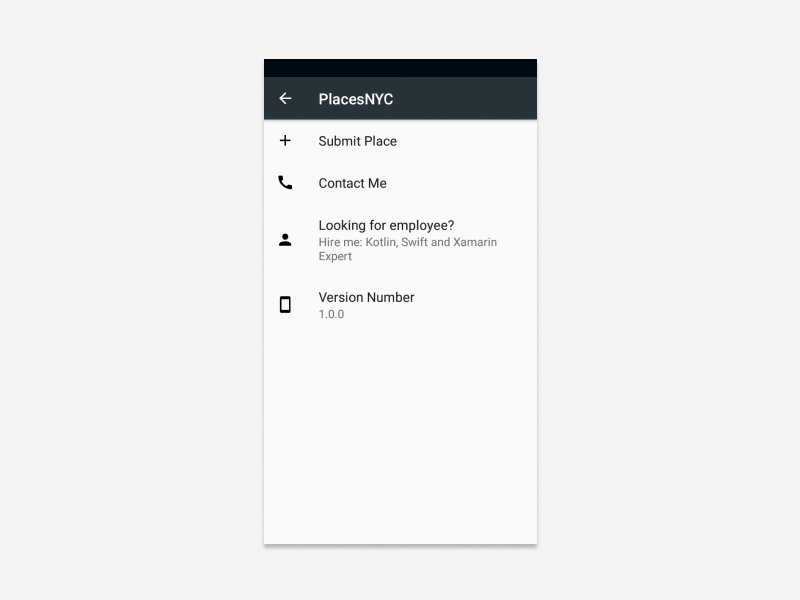 PlacesNYC
Submit Place
Contact Me
Looking for employee?
Hire me: Kotlin, Swift and Xamarin
Expert
Version Number
1.0.0